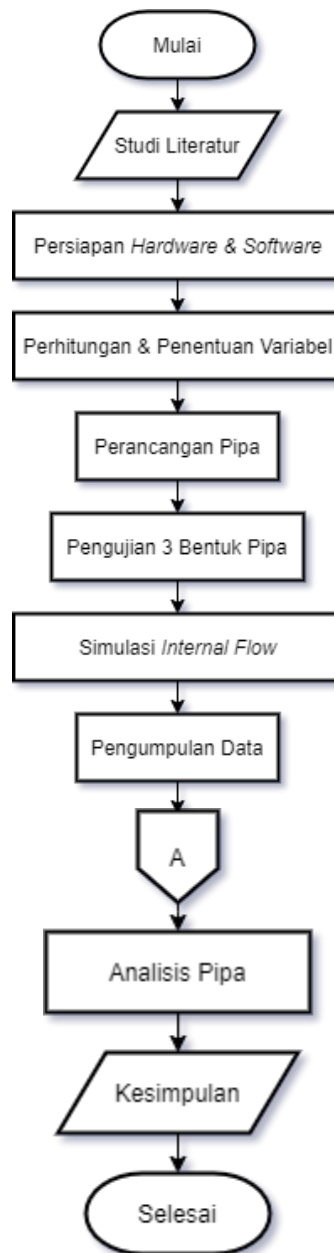 Mulai
Studi Literatur
Persiapan Hardware & Software
Perhitungan & Penentuan Variabel
Perancangan Pipa
Pengujian 3 Bentuk Pipa
Simulasi Internal Flow
Pengumpulan Data
A
Analisis Pipa
Kesimpulan
Selesai